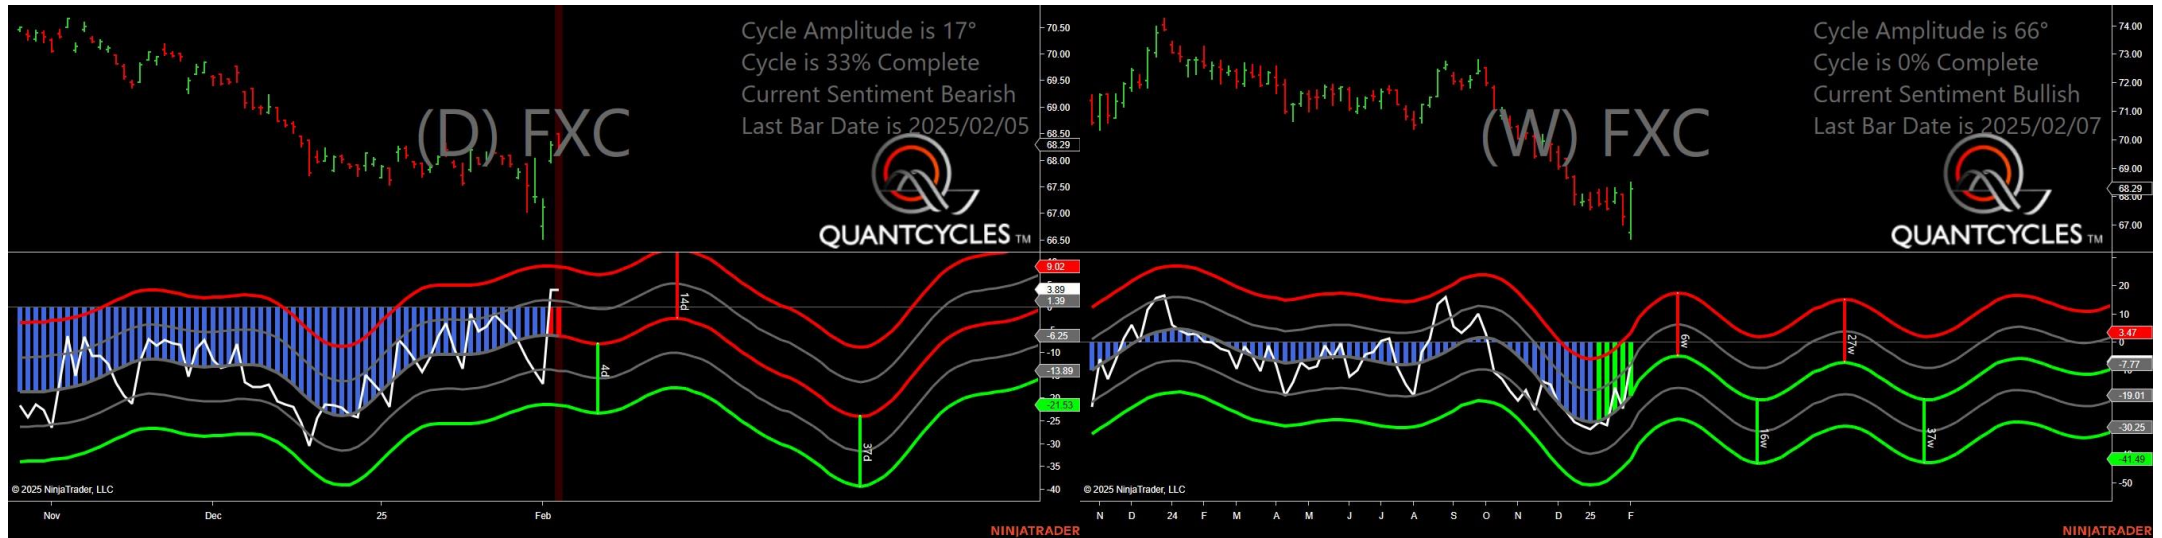 Cycle Amplitude is 17°
Cycle is 33% Complete
Current Sentiment Bearish
Last Bar Date is 2025/02/05
(D) FXC
QUANTCYCLES TM
70.50
70.00
69.50
69.00
68.50
68.29
68.00
67.50
67.00
66.50
9.02
3.89
1.39
0
-6.25
-10
-13.89
-21.53
-25
-30
-35
-40
14d
4d
37d
© 2025 NinjaTrader, LLC
Nov
Dec
25
Feb
NINJATRADER
Cycle Amplitude is 66°
Cycle is 0% Complete
Current Sentiment Bullish
Last Bar Date is 2025/02/07
(W) FXC
QUANTCYCLES TM
74.00
73.00
72.00
71.00
70.00
69.00
68.29
68.00
67.00
20
10
3.47
0
-7.77
-19.01
-30.25
-41.49
-50
6w
27w
16w
37w
© 2025 NinjaTrader, LLC
N D 24 F M A M J J A S O N D 25 F
NINJATRADER